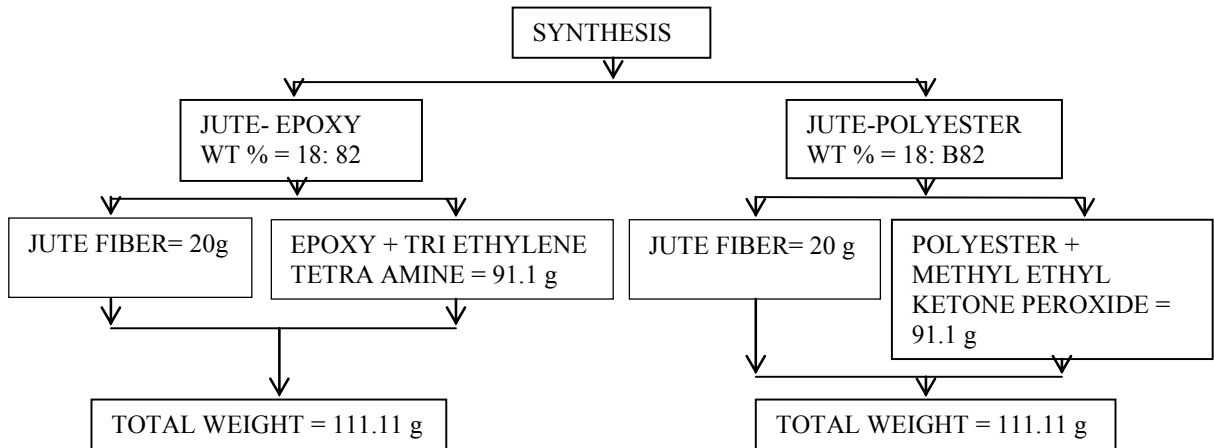 SYNTHESIS
JUTE- EPOXY
WT % = 18: 82
JUTE-POLYESTER
WT % = 18: B82
JUTE FIBER= 20g
EPOXY + TRI ETHYLENE
TETRA AMINE = 91.1 g
JUTE FIBER= 20 g
POLYESTER +
METHYL ETHYL
KETONE PEROXIDE =
91.1 g
TOTAL WEIGHT = 111.11 g
TOTAL WEIGHT = 111.11 g